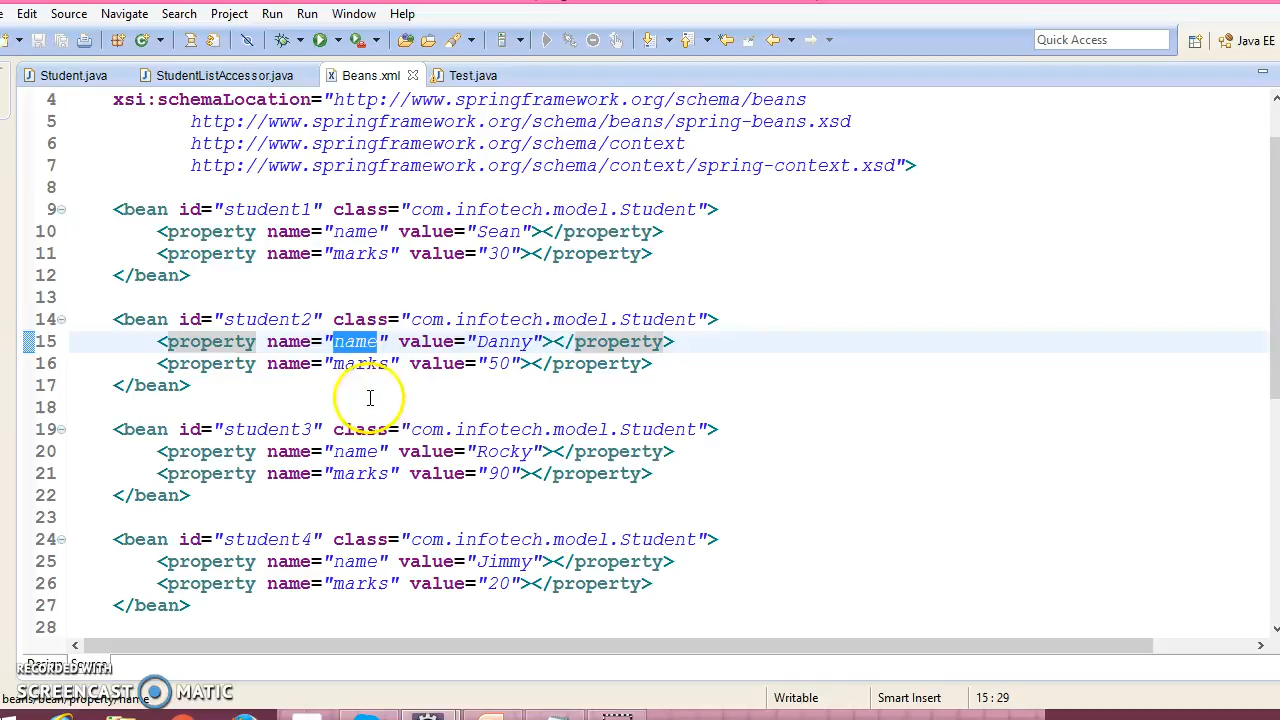 Edit Source Navigate Search Project Run Run Window Help
Quick Access Java EE
Student.java StudentListAccessor.java Beans.xml Test.java
4 xsi:schemaLocation="http://www.springframework.org/schema/beans
5 http://www.springframework.org/schema/beans/spring-beans.xsd
6 http://www.springframework.org/schema/context
7 http://www.springframework.org/schema/context/spring-context.xsd">
8
9 <bean id="student1" class="com.infotech.model.Student">
10 <property name="name" value="Sean"></property>
11 <property name="marks" value="30"></property>
12 </bean>
13
14 <bean id="student2" class="com.infotech.model.Student">
15 <property name="name" value="Danny"></property>
16 <property name="marks" value="50"></property>
17 </bean>
18
19 <bean id="student3" class="com.infotech.model.Student">
20 <property name="name" value="Rocky"></property>
21 <property name="marks" value="90"></property>
22 </bean>
23
24 <bean id="student4" class="com.infotech.model.Student">
25 <property name="name" value="Jimmy"></property>
26 <property name="marks" value="20"></property>
27 </bean>
28
Design Source
RECORDED WITH
SCREENCAST MATIC
beans/bean/property/name Writable Smart Insert 15 : 29